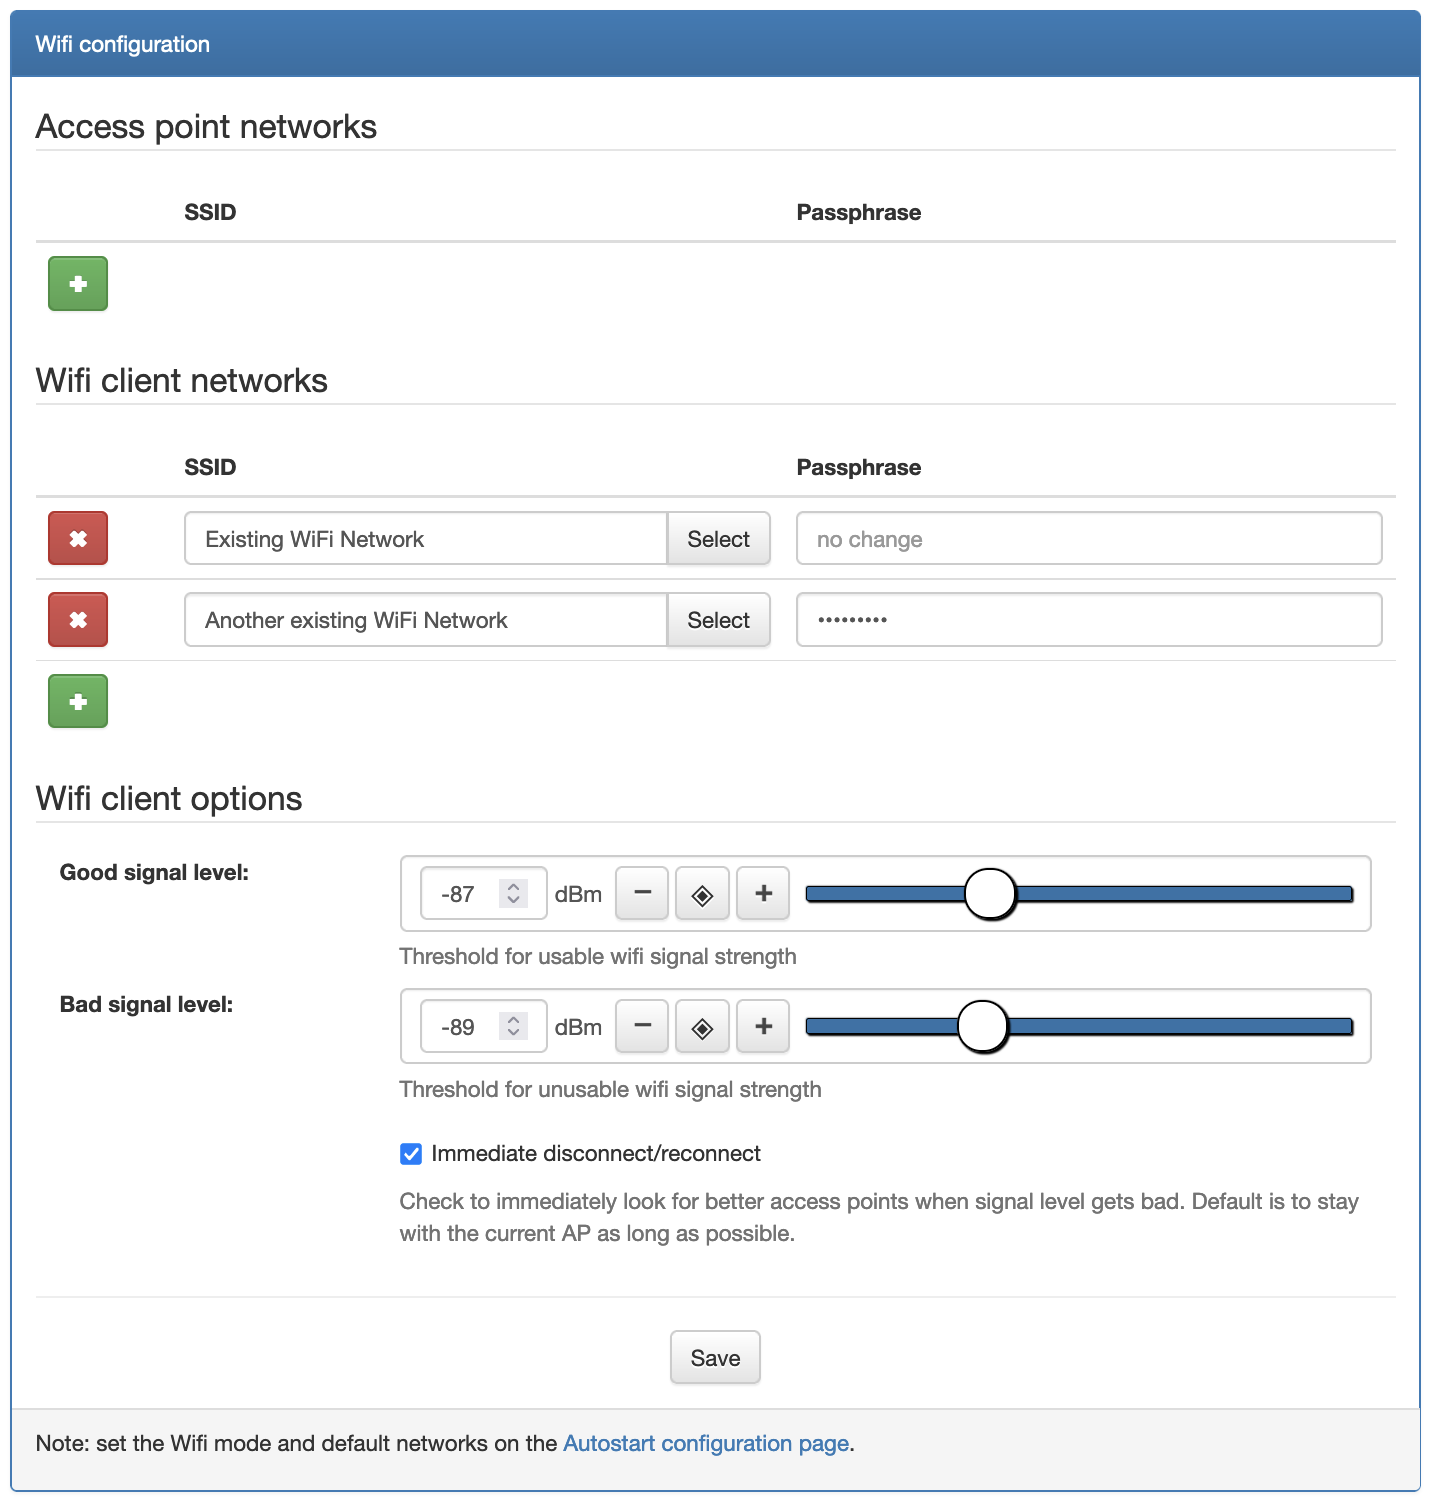 Wifi configuration
Access point networks
SSID Passphrase
Wifi client networks
SSID Passphrase
Existing WiFi Network Select no change
Another existing WiFi Network Select •••••••••
Wifi client options
Good signal level: -87 dBm
Threshold for usable wifi signal strength
Bad signal level: -89 dBm
Threshold for unusable wifi signal strength
Immediate disconnect/reconnect
Check to immediately look for better access points when signal level gets bad. Default is to stay
with the current AP as long as possible.
Save
Note: set the Wifi mode and default networks on the Autostart configuration page.